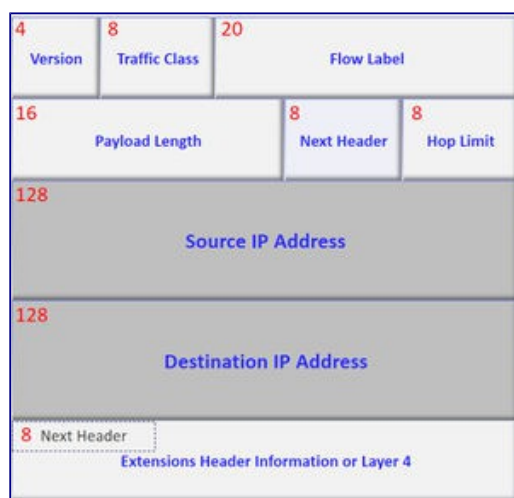 4 8 20
Version Traffic Class Flow Label
16 8 8
Payload Length Next Header Hop Limit
128
Source IP Address
128
Destination IP Address
8 Next Header
Extensions Header Information or Layer 4